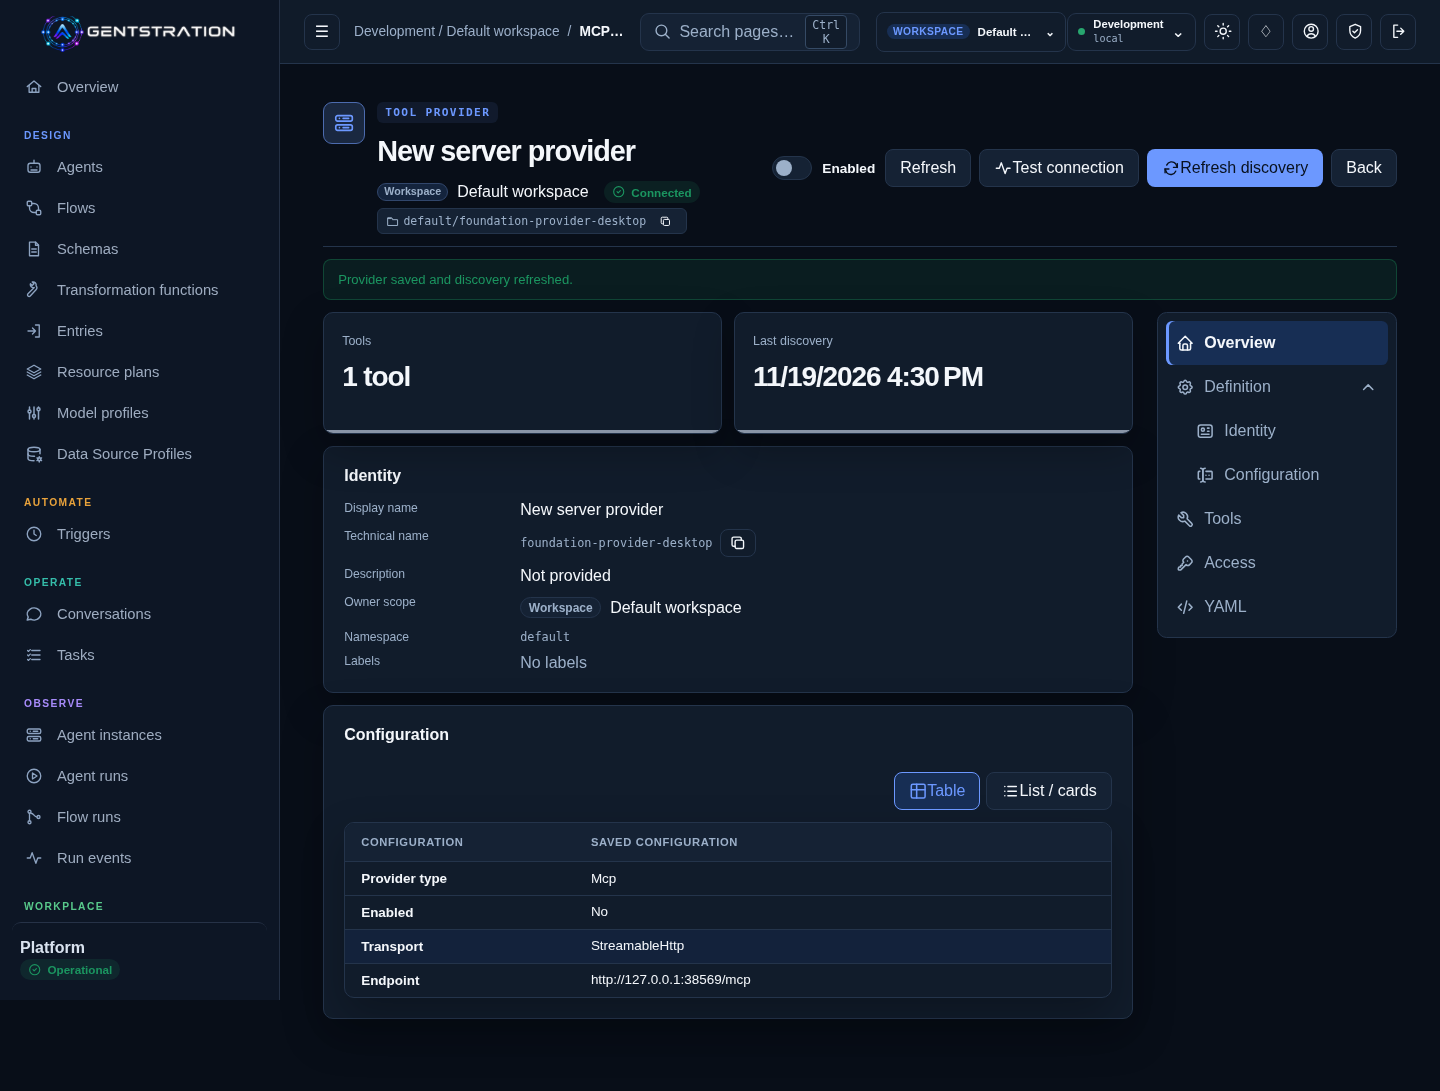 GENTSTRATION
Overview
DESIGN
Agents
Flows
Schemas
Transformation functions
Entries
Resource plans
Model profiles
Data Source Profiles
AUTOMATE
Triggers
OPERATE
Conversations
Tasks
OBSERVE
Agent instances
Agent runs
Flow runs
Run events
WORKPLACE
Platform
Operational
Development / Default workspace / MCP…
Search pages…
Ctrl K
WORKSPACE Default …
Development
local
TOOL PROVIDER
New server provider
Workspace Default workspace Connected
default/foundation-provider-desktop
Enabled
Refresh
Test connection
Refresh discovery
Back
Provider saved and discovery refreshed.
Tools
1 tool
Last discovery
11/19/2026 4:30 PM
Identity
Display name New server provider
Technical name foundation-provider-desktop
Description Not provided
Owner scope Workspace Default workspace
Namespace default
Labels No labels
Configuration
Table
List / cards
CONFIGURATION SAVED CONFIGURATION
Provider type Mcp
Enabled No
Transport StreamableHttp
Endpoint http://127.0.0.1:38569/mcp
Overview
Definition
Identity
Configuration
Tools
Access
YAML